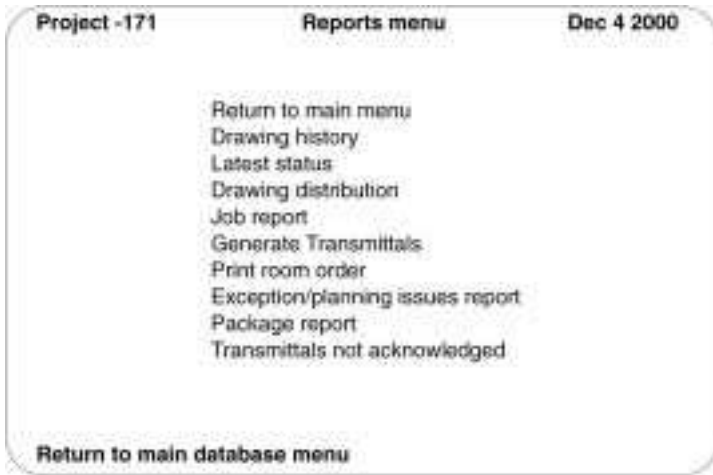 Project -171 Reports menu Dec 4 2000
Return to main menu
Drawing history
Latest status
Drawing distribution
Job report
Generate Transmittals
Print room order
Exception/planning issues report
Package report
Transmittals not acknowledged
Return to main database menu